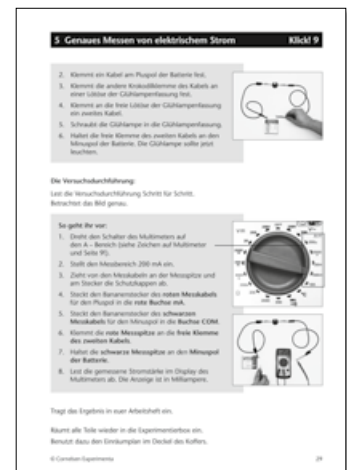 5 Genaues Messen von elektrischem Strom Klick! 9
2. Klemmt ein Kabel am Pluspol der Batterie fest.
3. Klemmt die andere Krokodilklemme des Kabels an
einer Lötöse der Glühlampenfassung fest.
4. Klemmt an die freie Lötöse der Glühlampenfassung
ein zweites Kabel.
5. Schraubt die Glühlampe in die Glühlampenfassung.
6. Haltet die freie Klemme des zweiten Kabels an den
Minuspol der Batterie. Die Glühlampe sollte jetzt
leuchten.
Die Versuchsdurchführung:
Lest die Versuchsdurchführung Schritt für Schritt.
Betrachtet das Bild genau.
So geht ihr vor:
1. Dreht den Schalter des Multimeters auf
den A – Bereich (siehe Zeichen auf Multimeter
und Seite 9!).
2. Stellt den Messbereich 200 mA ein.
3. Zieht von den Messkabeln an der Messspitze und
am Stecker die Schutzkappen ab.
4. Steckt den Bananenstecker des roten Messkabels
für den Pluspol in die rote Buchse mA.
5. Steckt den Bananenstecker des schwarzen
Messkabels für den Minuspol in die Buchse COM.
6. Klemmt die rote Messspitze an die freie Klemme
des zweiten Kabels.
7. Haltet die schwarze Messspitze an den Minuspol
der Batterie.
8. Lest die gemessene Stromstärke im Display des
Multimeters ab. Die Anzeige ist in Milliampere.
Tragt das Ergebnis in euer Arbeitsheft ein.
Räumt alle Teile wieder in die Experimentierbox ein.
Benutzt dazu den Einräumplan im Deckel des Koffers.
© Cornelsen Experimenta 29